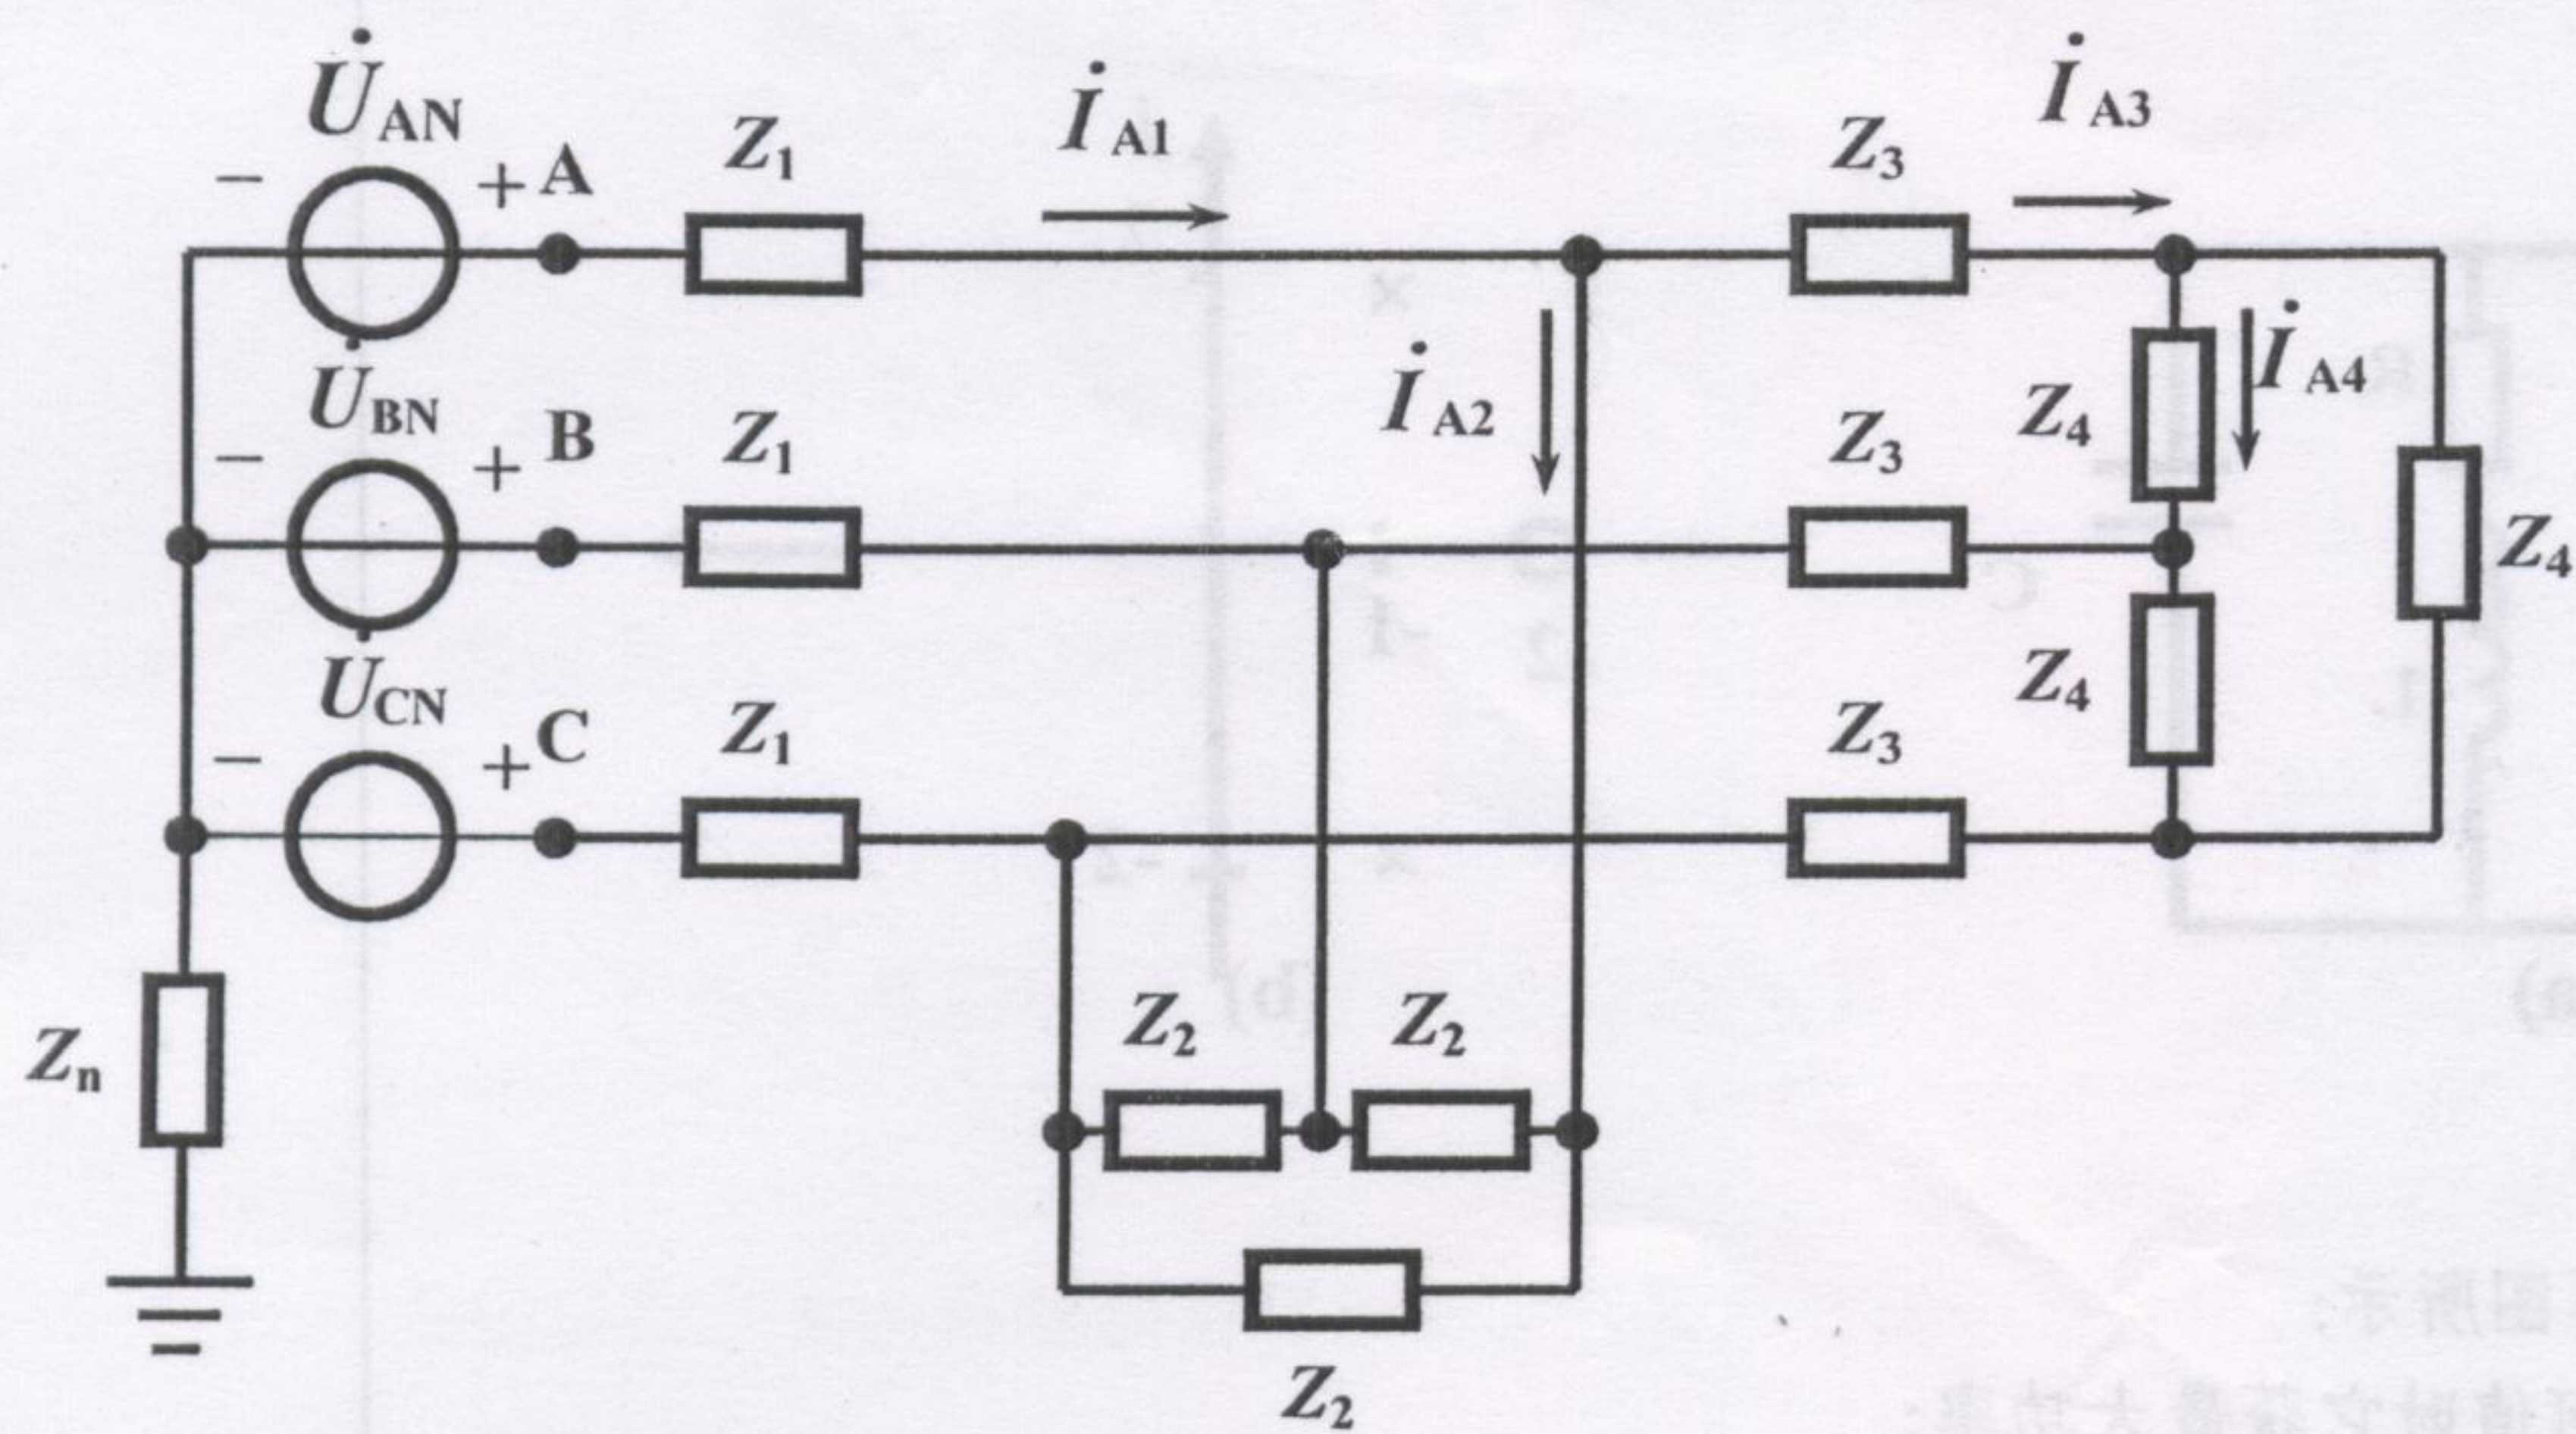 U̇AN
İA1
İA3
− + A Z1 Z3
U̇BN
İA2
Z4 İA4
− + B Z1 Z3
Z4
U̇CN
Z4
− + C Z1 Z3
Zn
Z2 Z2
Z2